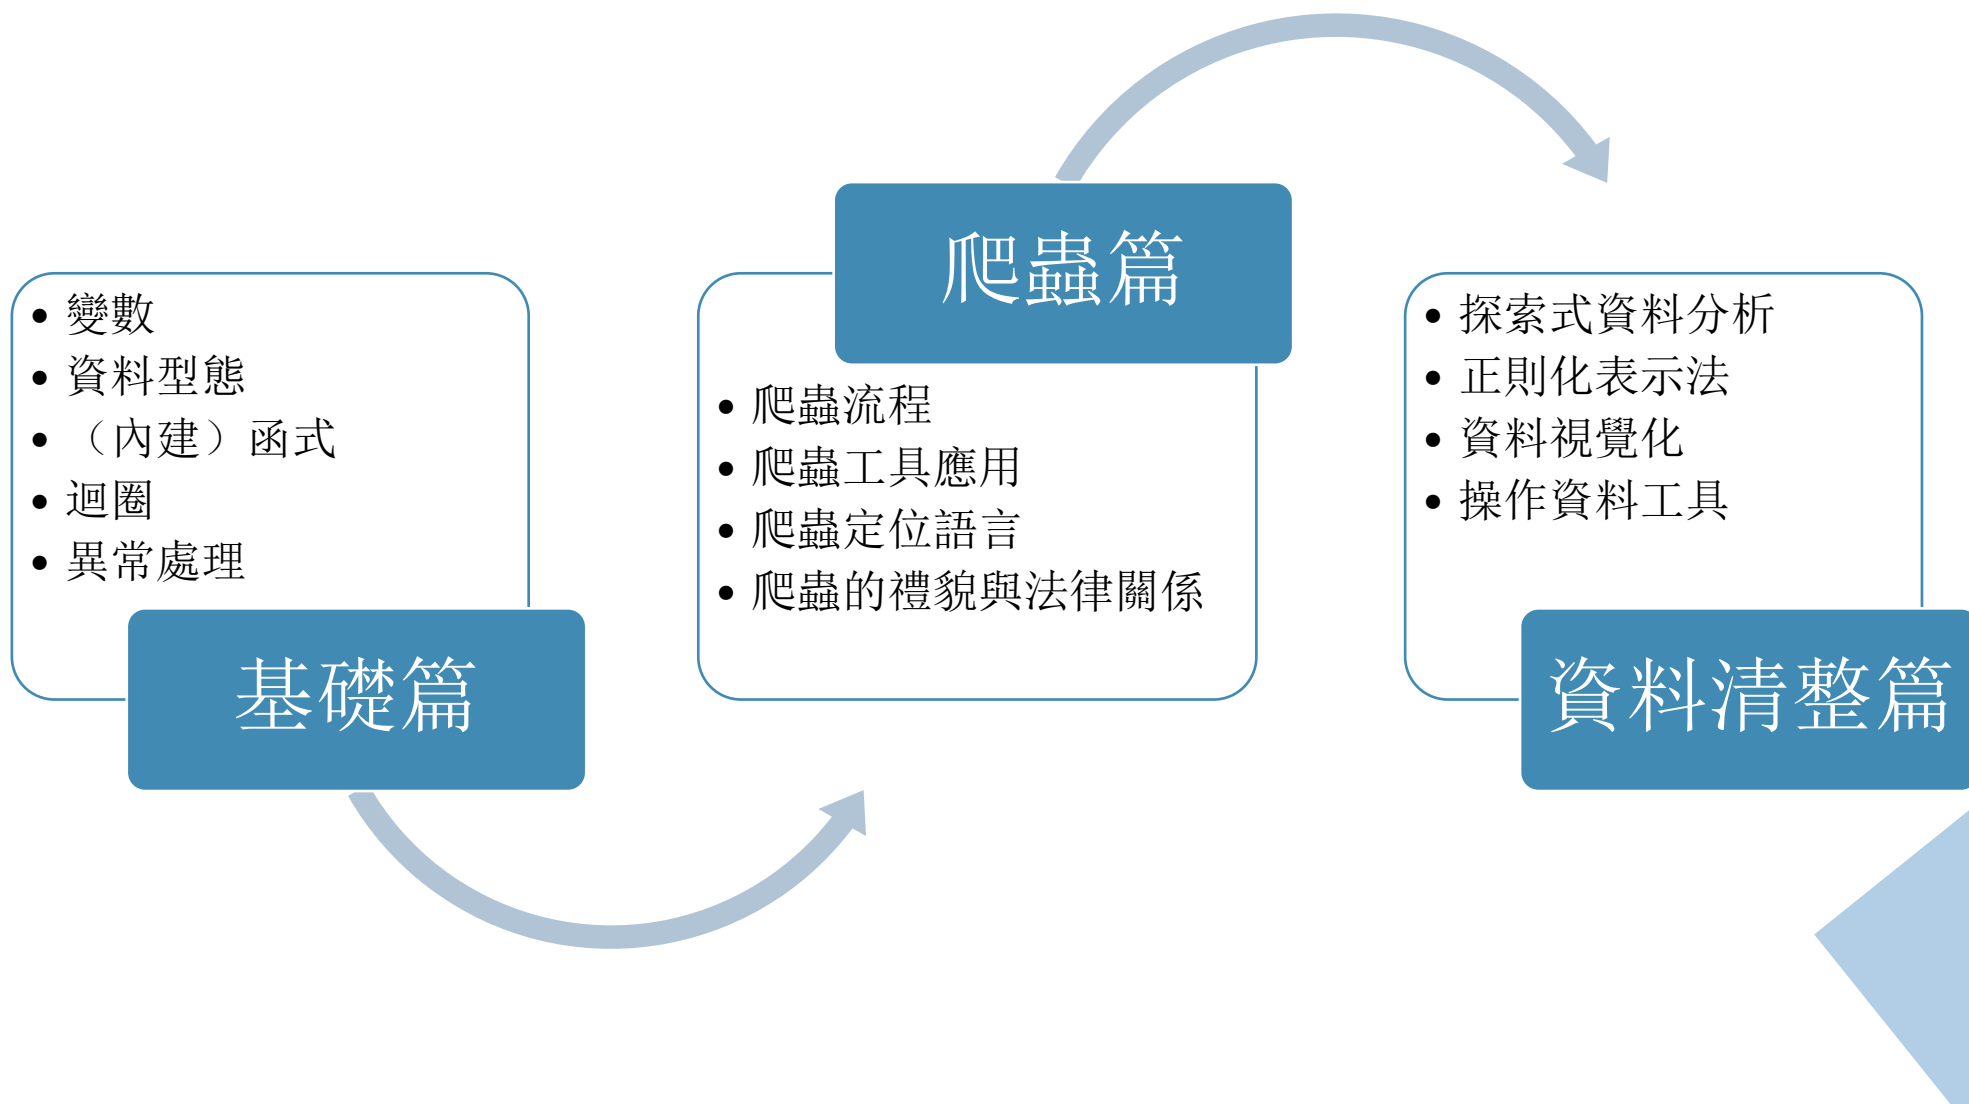 變數
資料型態
（內建）函式
迴圈
異常處理
基礎篇
爬蟲篇
爬蟲流程
爬蟲工具應用
爬蟲定位語言
爬蟲的禮貌與法律關係
探索式資料分析
正則化表示法
資料視覺化
操作資料工具
資料清整篇